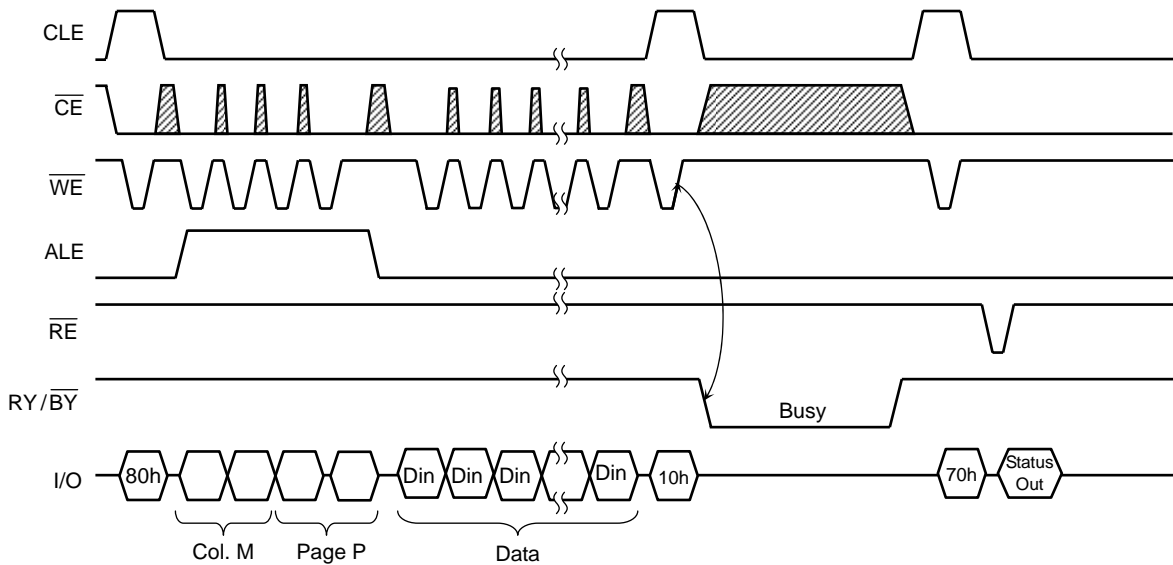 CLE
CE
WE
ALE
RE
RY/BY
Busy
I/O
80h
Din
Din
Din
Din
10h
70h
Status
Out
Col. M
Page P
Data